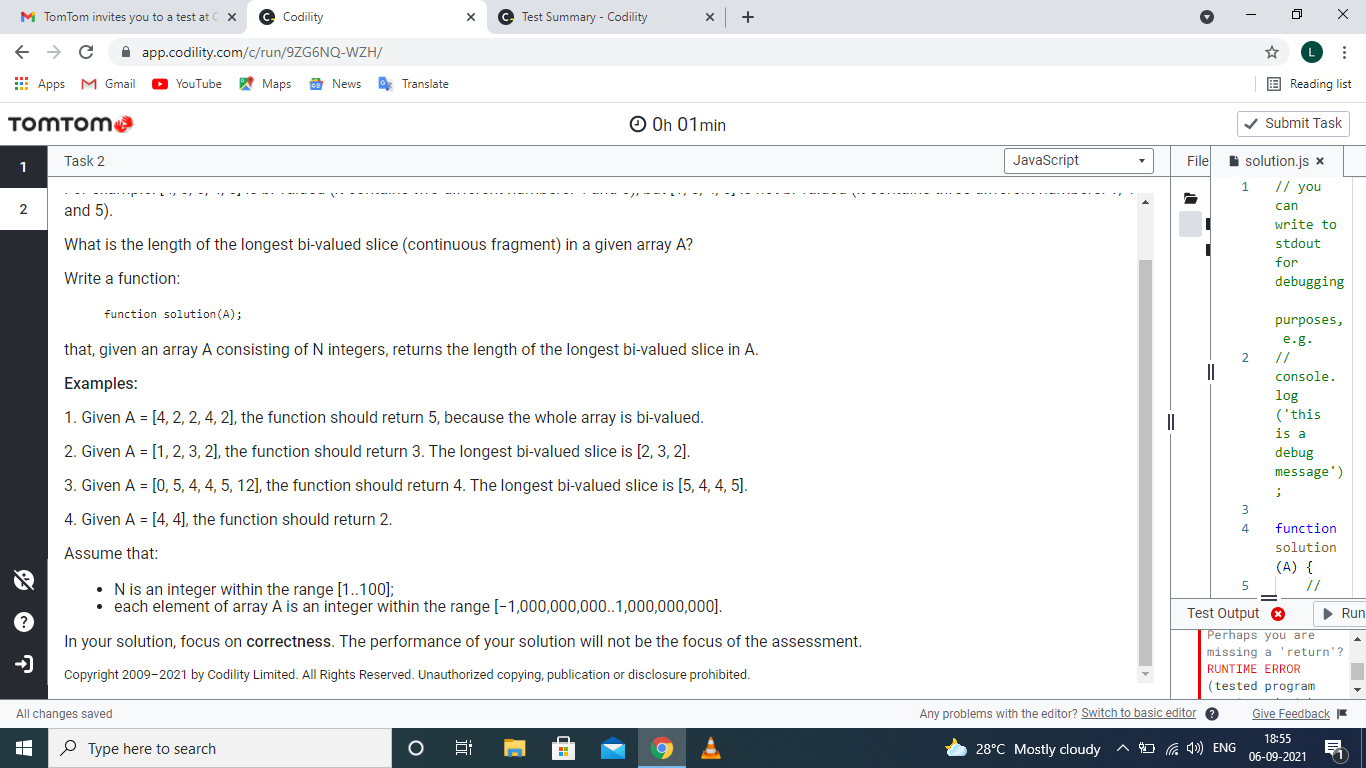 TomTom invites you to a test at C
Codility
Test Summary - Codility
app.codility.com/c/run/9ZG6NQ-WZH/
L
Apps
Gmail
YouTube
Maps
News
Translate
Reading list
TOMTOM
0h 01min
Submit Task
1
2
Task 2
JavaScript
File
solution.js
and 5).
What is the length of the longest bi-valued slice (continuous fragment) in a given array A?
Write a function:
function solution(A);
that, given an array A consisting of N integers, returns the length of the longest bi-valued slice in A.
Examples:
1. Given A = [4, 2, 2, 4, 2], the function should return 5, because the whole array is bi-valued.
2. Given A = [1, 2, 3, 2], the function should return 3. The longest bi-valued slice is [2, 3, 2].
3. Given A = [0, 5, 4, 4, 5, 12], the function should return 4. The longest bi-valued slice is [5, 4, 4, 5].
4. Given A = [4, 4], the function should return 2.
Assume that:
• N is an integer within the range [1..100];
• each element of array A is an integer within the range [−1,000,000,000..1,000,000,000].
In your solution, focus on correctness. The performance of your solution will not be the focus of the assessment.
Copyright 2009–2021 by Codility Limited. All Rights Reserved. Unauthorized copying, publication or disclosure prohibited.
1 // you
can
write to
stdout
for
debugging
purposes,
e.g.
2 //
console.
log
('this
is a
debug
message')
;
3
4 function
solution
(A) {
5 //
Test Output
Run
Perhaps you are
missing a 'return'?
RUNTIME ERROR
(tested program
All changes saved
Any problems with the editor? Switch to basic editor
Give Feedback
Type here to search
28°C Mostly cloudy
ENG
18:55
06-09-2021
1